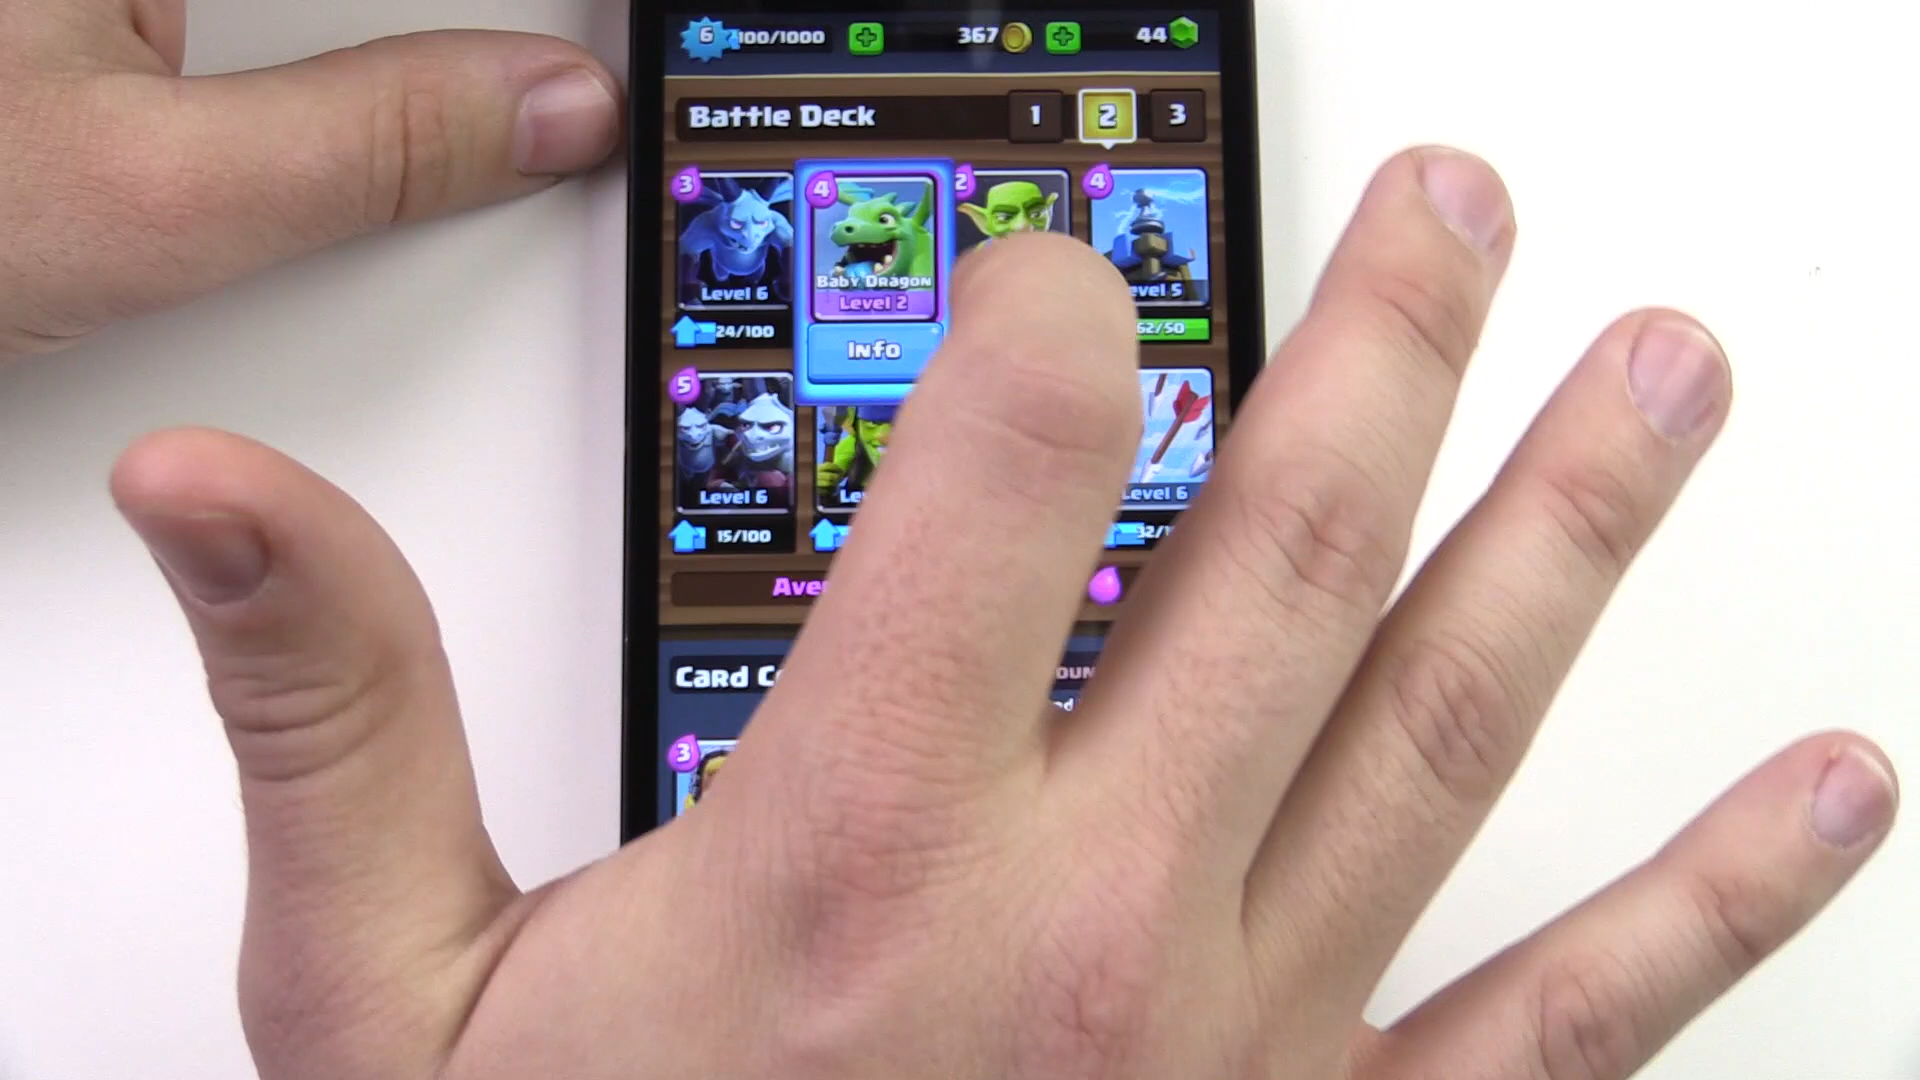 6 100/1000 367 44
Battle Deck 1 2 3
3 4 2 4
Baby Dragon
Level 6 Level 2 Level 5
24/100 Info 62/50
5
Level 6 Level 6
15/100
3
Card